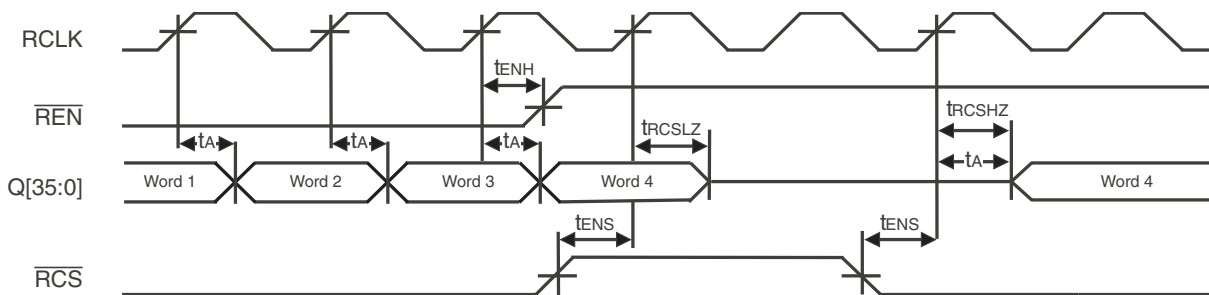 RCLK
tENH
REN
tRCSLZ
tRCSHZ
tA tA tA tA
Q[35:0] Word 1 Word 2 Word 3 Word 4 Word 4
tENS tENS
RCS